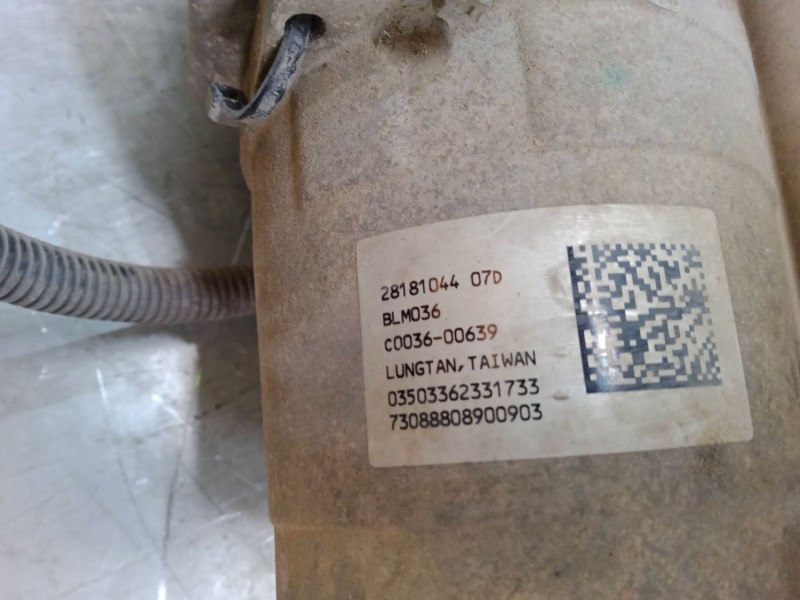 28181044 07D
BLM036
C0036-00639
LUNGTAN, TAIWAN
03503362331733
73088808900903